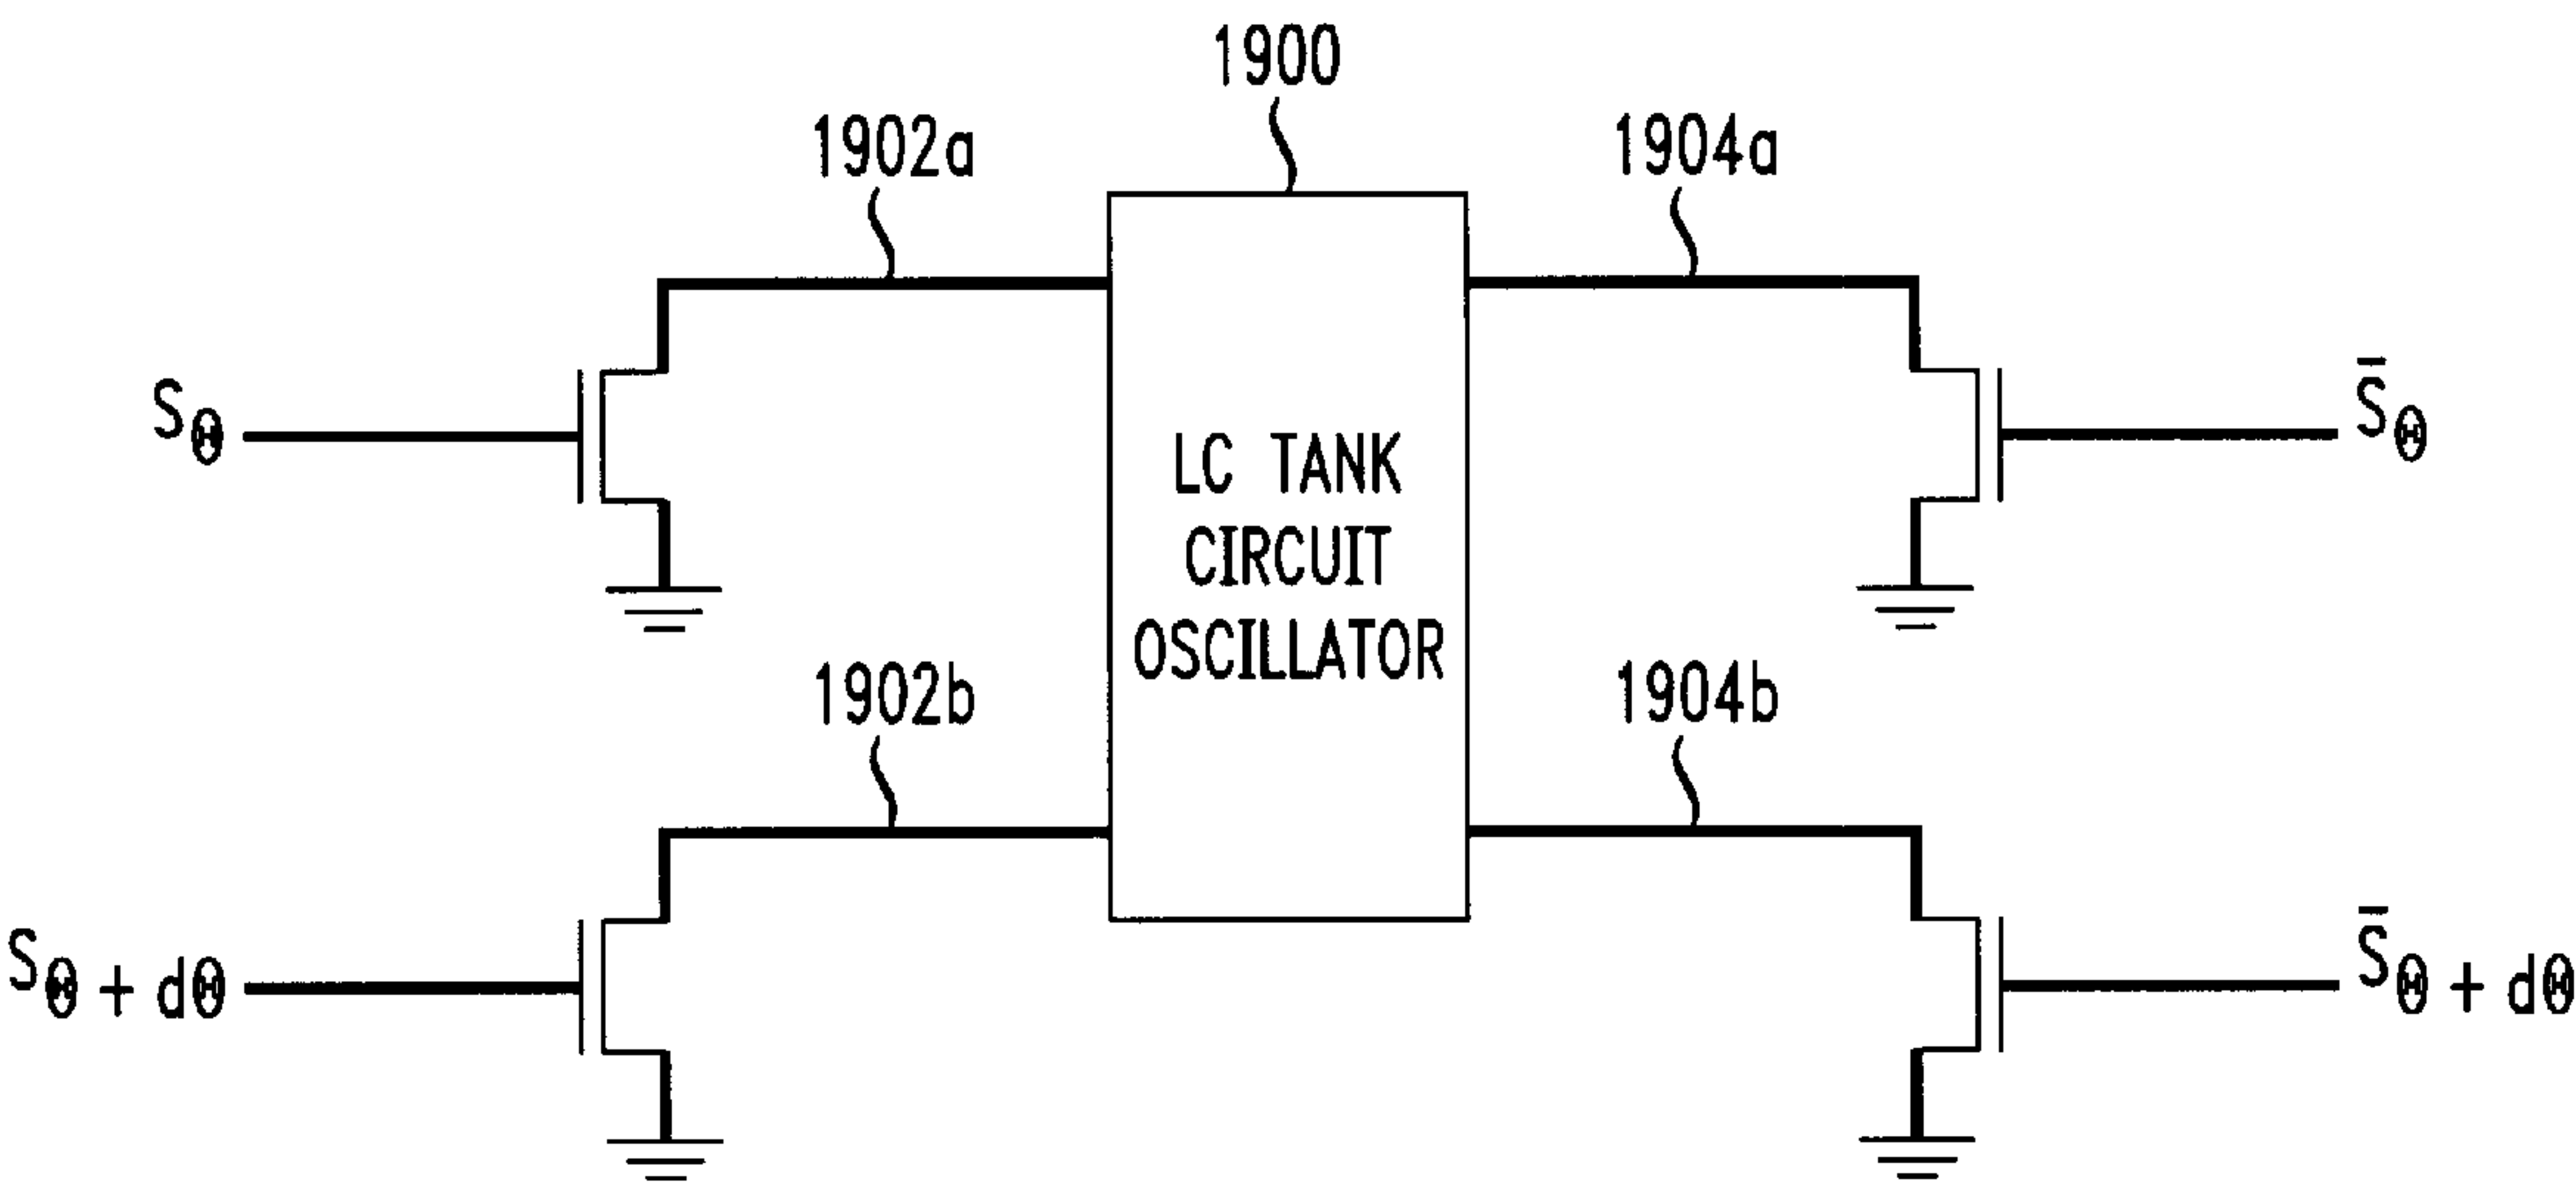 1900
1902a
1904a
SΘ
S̄Θ
LC TANK
CIRCUIT
OSCILLATOR
1902b
1904b
SΘ + dΘ
S̄Θ + dΘ